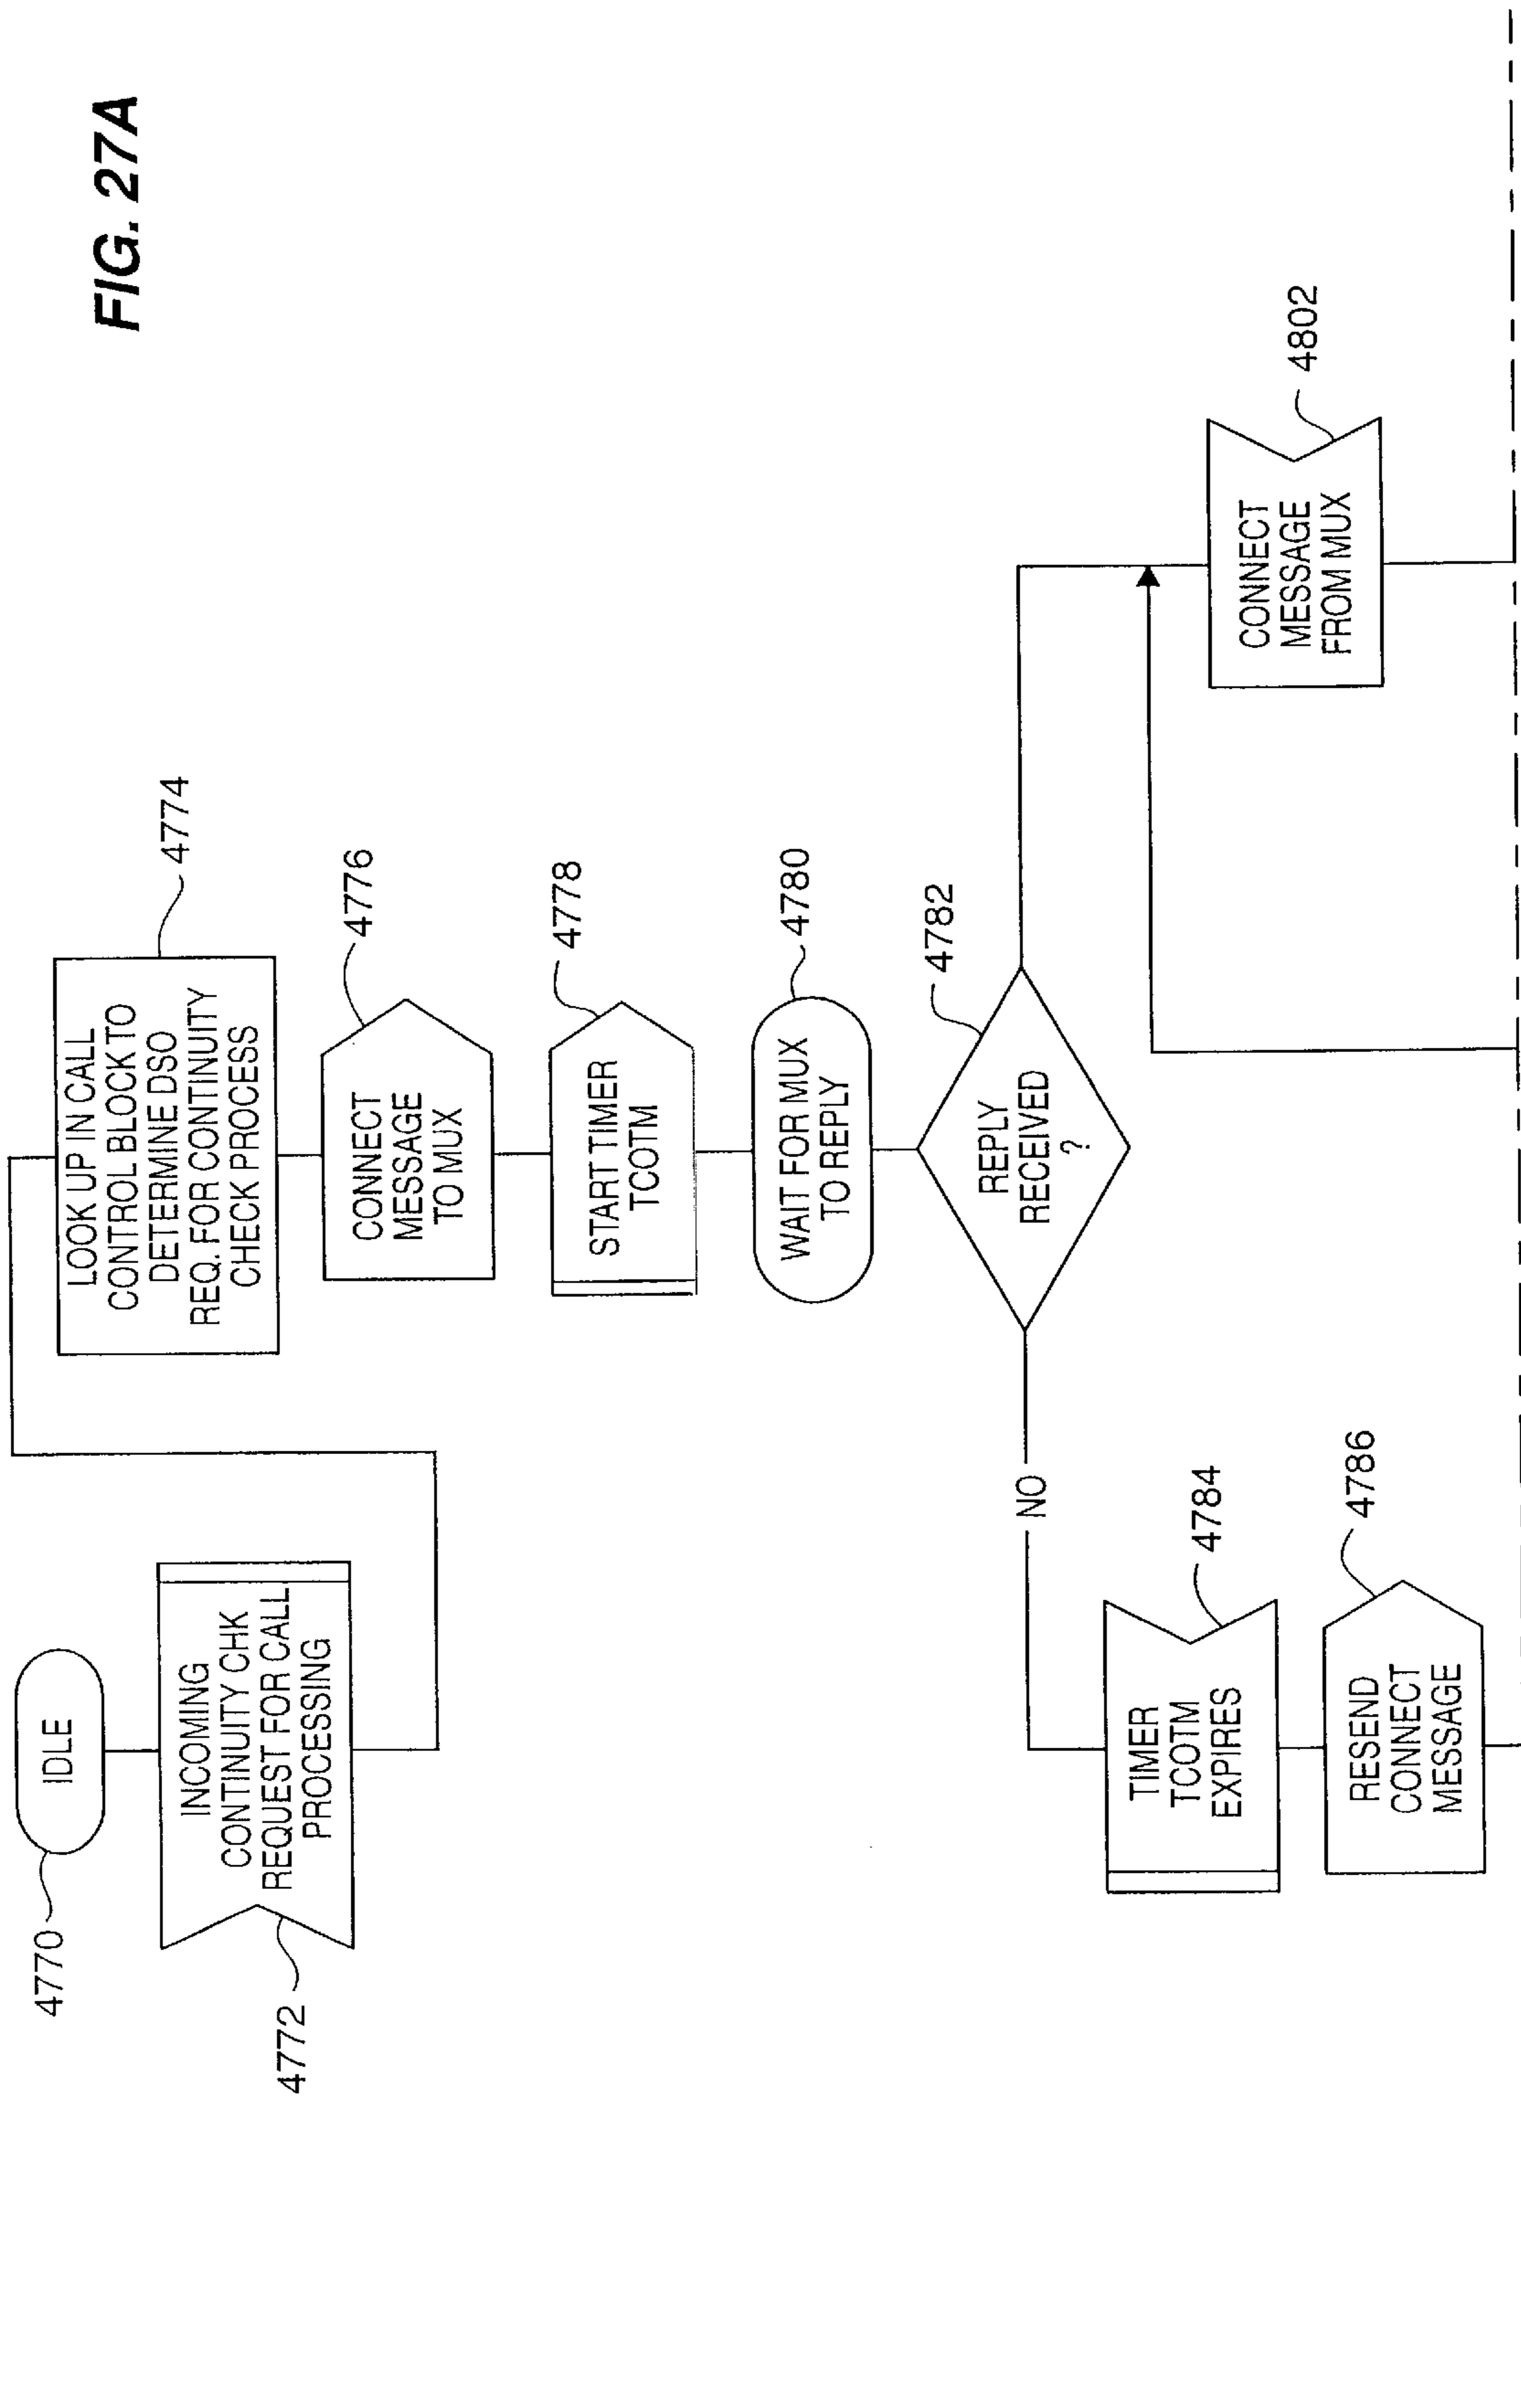 FIG. 27A
4770
IDLE
4772
INCOMING
CONTINUITY CHK
REQUEST FOR CALL
PROCESSING
LOOK UP IN CALL
CONTROL BLOCK TO
DETERMINE DSO
REQ. FOR CONTINUITY
CHECK PROCESS
4774
CONNECT
MESSAGE
TO MUX
4776
START TIMER
TCOTM
4778
WAIT FOR MUX
TO REPLY
4780
REPLY
RECEIVED
?
4782
NO
TIMER
TCOTM
EXPIRES
4784
RESEND
CONNECT
MESSAGE
4786
CONNECT
MESSAGE
FROM MUX
4802